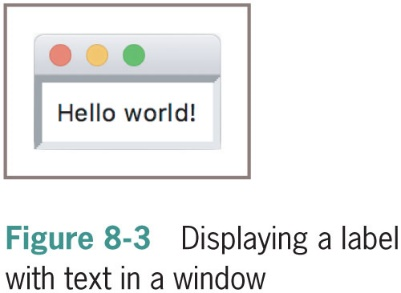 Hello world!
Figure 8-3 Displaying a label
with text in a window